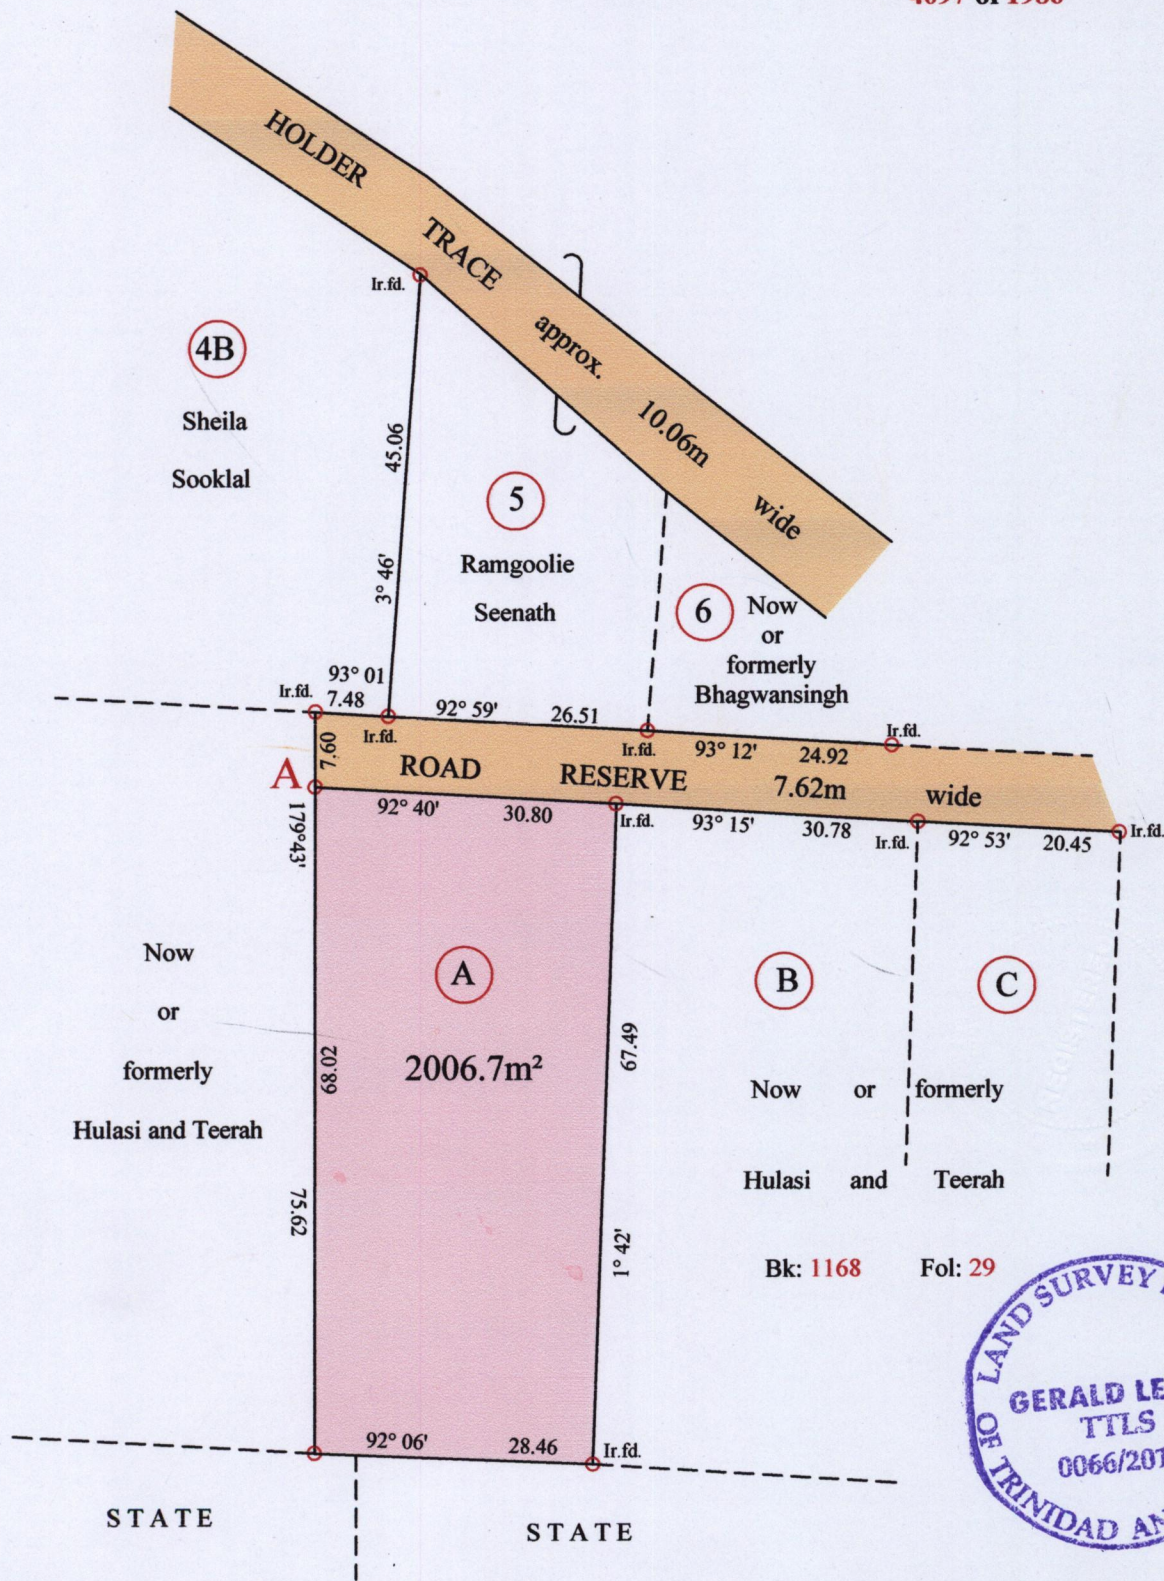 HOLDER TRACE approx. 10.06m wide
Ir.fd.
4B
Sheila
Sooklal
45.06
3° 46'
5
Ramgoolie
Seenath
6
Now
or
formerly
Bhagwansingh
93° 01
Ir.fd.
7.48
92° 59' 26.51
Ir.fd.
Ir.fd.
93° 12' 24.92
Ir.fd.
7.60
A
ROAD RESERVE 7.62m wide
92° 40' 30.80
Ir.fd.
93° 15' 30.78
Ir.fd.
92° 53' 20.45
Ir.fd.
179°43'
Now
or
formerly
Hulasi and Teerah
A
2006.7m²
68.02
75.62
67.49
1° 42'
B
C
Now or formerly
Hulasi and Teerah
Bk: 1168 Fol: 29
92° 06' 28.46
Ir.fd.
STATE
STATE
LAND SURVEY
GERALD
TTLS
OF TRINIDAD